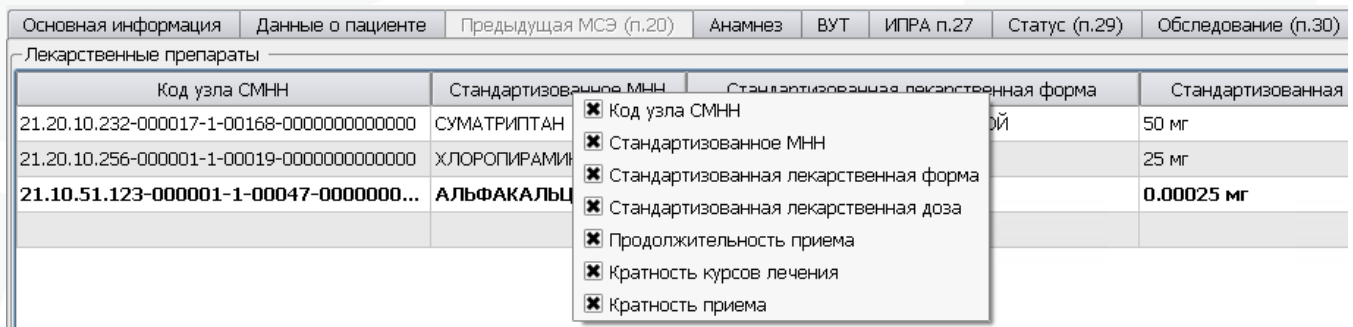 Основная информация Данные о пациенте Предыдущая МСЭ (п.20) Анамнез ВУТ ИПРА п.27 Статус (п.29) Обследование (п.30)
Лекарственные препараты
Код узла СМНН Стандартизованное МНН Стандартизованная лекарственная форма Стандартизованная
21.20.10.232-000017-1-00168-0000000000000 СУМАТРИПТАН ОЙ 50 мг
21.20.10.256-000001-1-00019-0000000000000 ХЛОРОПИРАМИН 25 мг
21.10.51.123-000001-1-00047-0000000... АЛЬФАКАЛЬЦ 0.00025 мг
Код узла СМНН
Стандартизованное МНН
Стандартизованная лекарственная форма
Стандартизованная лекарственная доза
Продолжительность приема
Кратность курсов лечения
Кратность приема